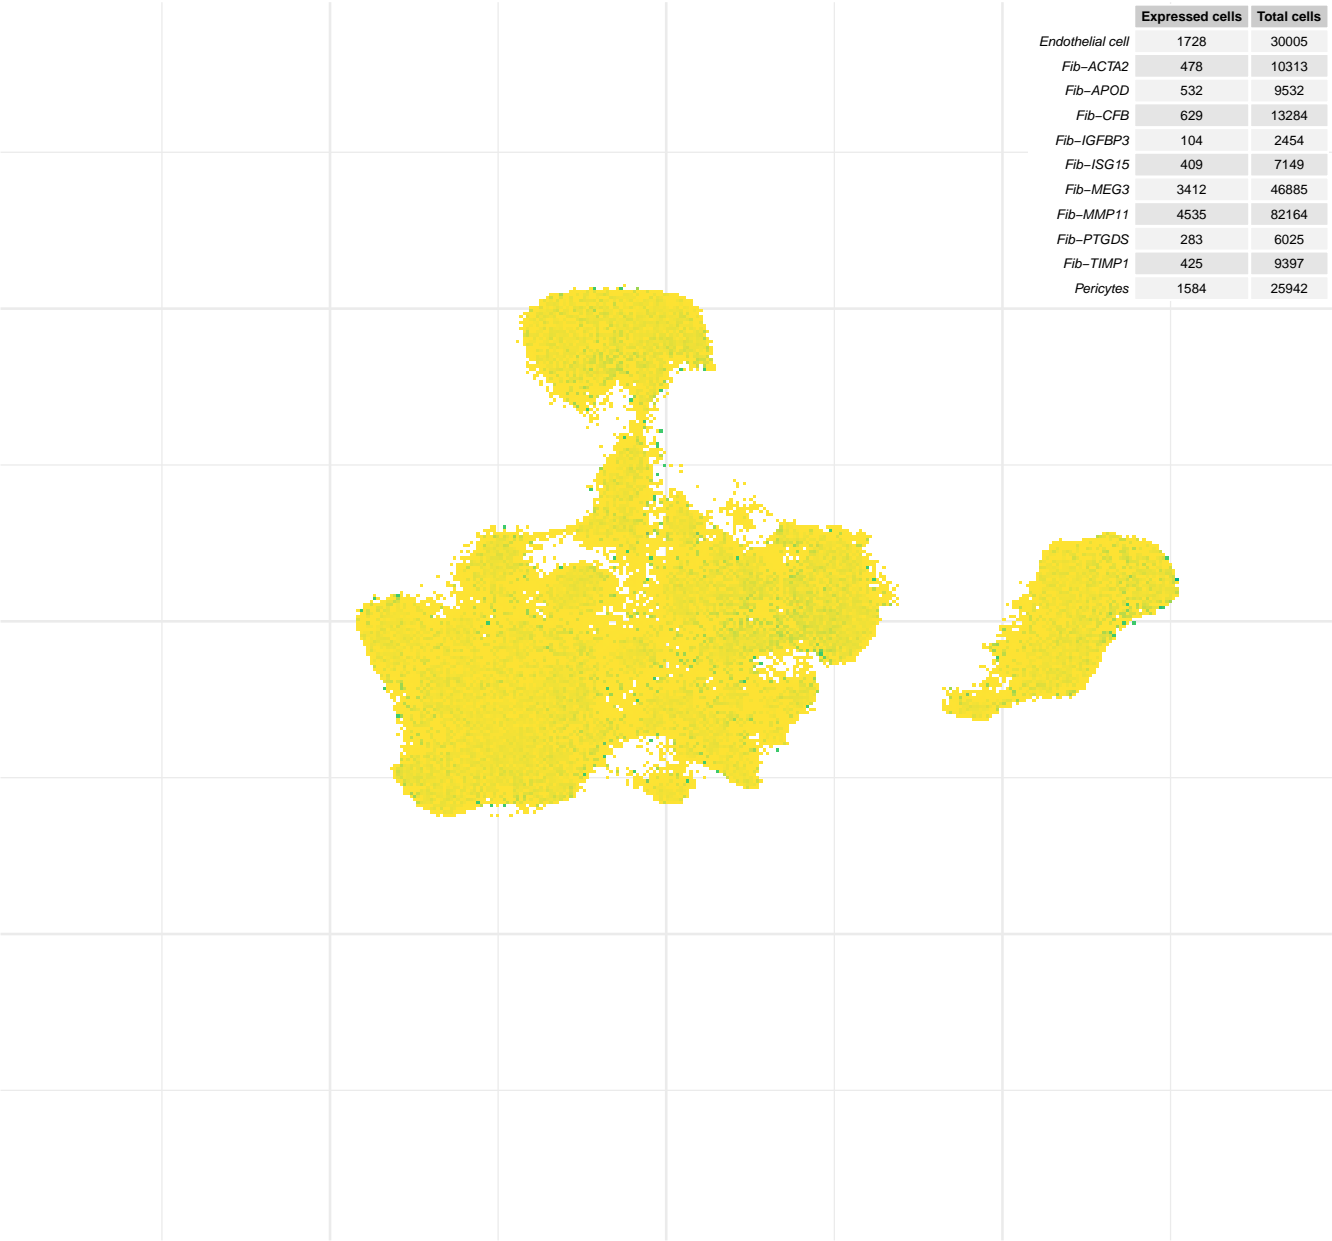 Expressed cells Total cells
Endothelial cell 1728 30005
Fib−ACTA2 478 10313
Fib−APOD 532 9532
Fib−CFB 629 13284
Fib−IGFBP3 104 2454
Fib−ISG15 409 7149
Fib−MEG3 3412 46885
Fib−MMP11 4535 82164
Fib−PTGDS 283 6025
Fib−TIMP1 425 9397
Pericytes 1584 25942